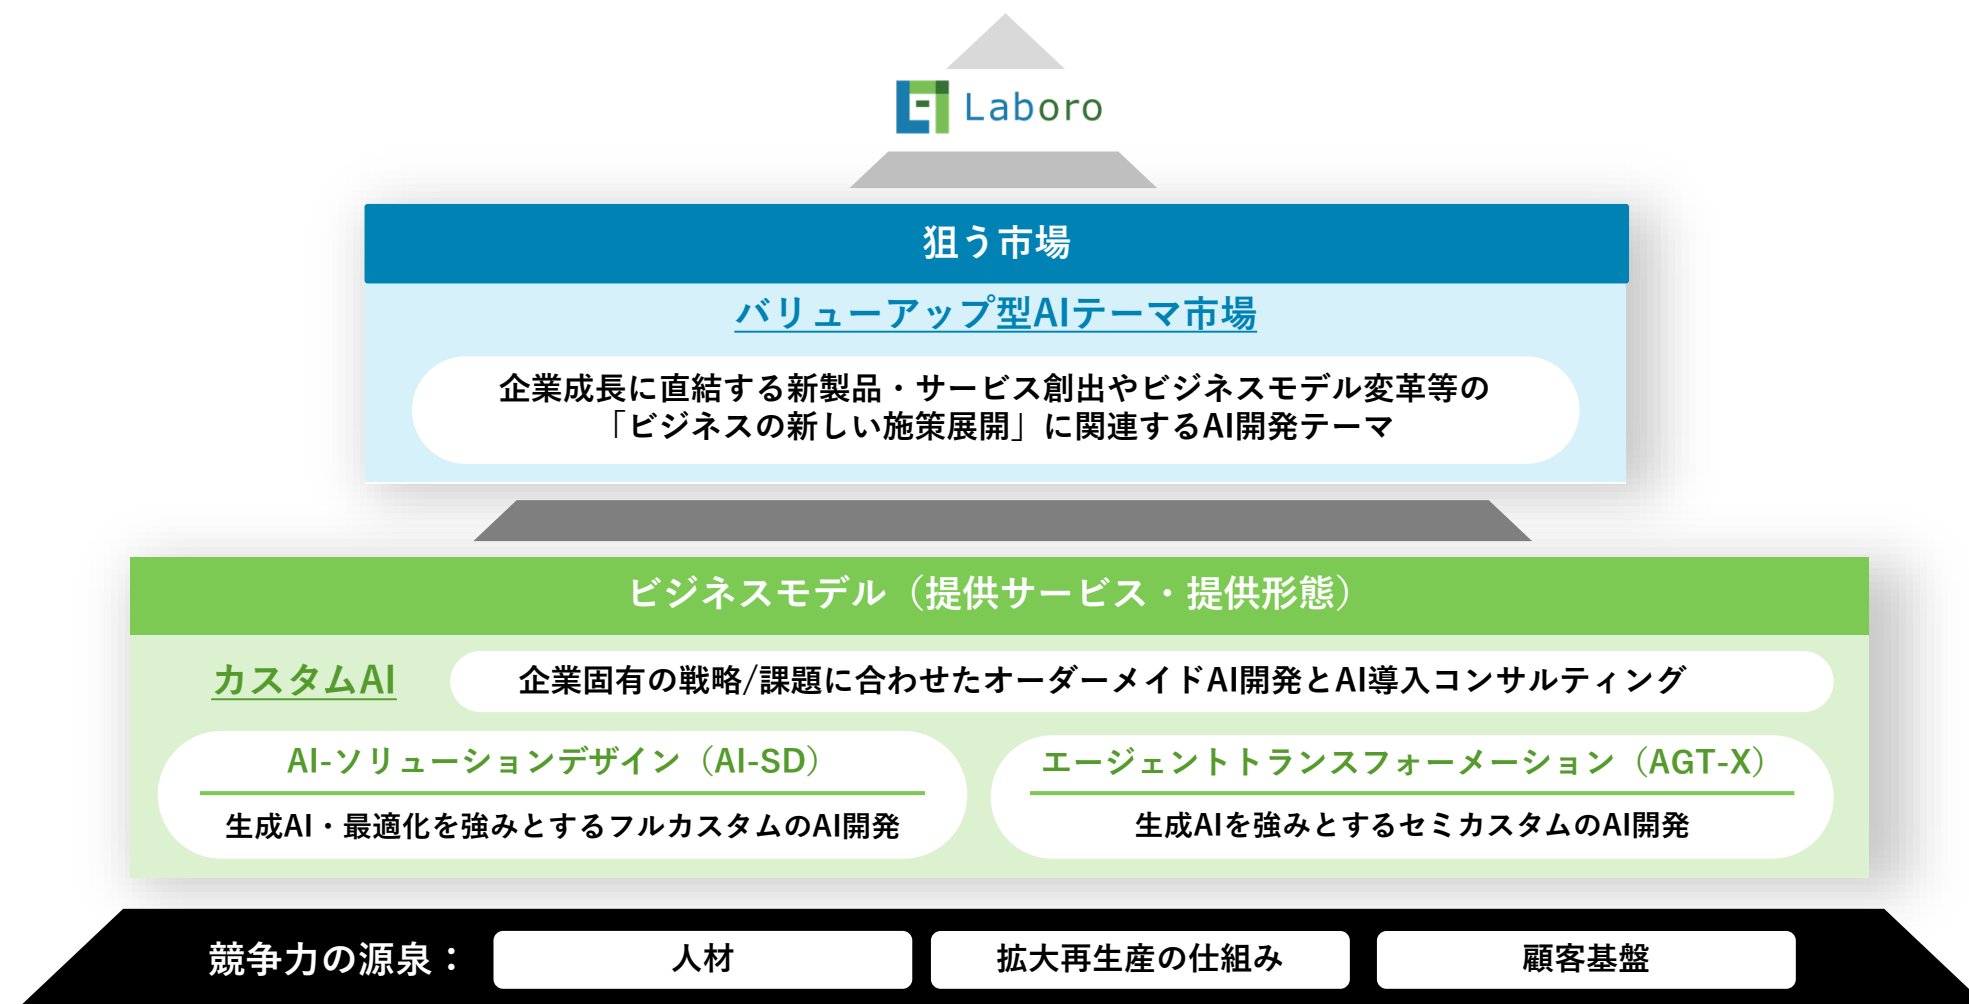 Laboro
狙う市場
バリューアップ型AIテーマ市場
企業成長に直結する新製品・サービス創出やビジネスモデル変革等の
「ビジネスの新しい施策展開」に関連するAI開発テーマ
ビジネスモデル（提供サービス・提供形態）
カスタムAI
企業固有の戦略/課題に合わせたオーダーメイドAI開発とAI導入コンサルティング
AI-ソリューションデザイン（AI-SD）
生成AI・最適化を強みとするフルカスタムのAI開発
エージェントトランスフォーメーション（AGT-X）
生成AIを強みとするセミカスタムのAI開発
競争力の源泉：
人材
拡大再生産の仕組み
顧客基盤